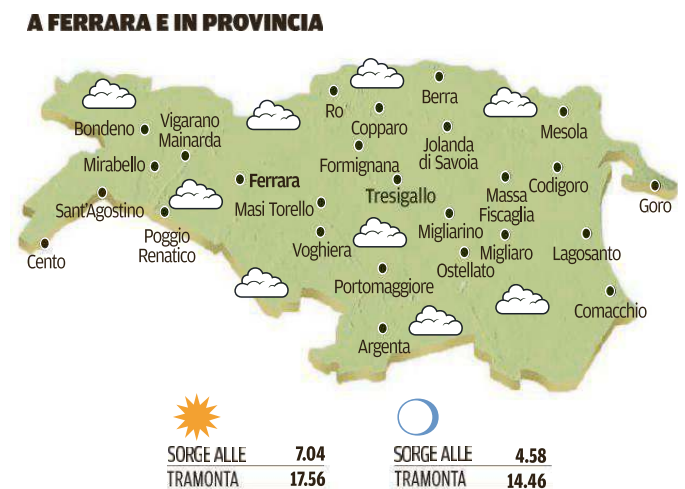 A FERRARA E IN PROVINCIA
Berra
Ro
Copparo
Mesola
Bondeno
Vigarano
Mainarda
Jolanda
di Savoia
Mirabello
Formignana
Ferrara
Tresigallo
Codigoro
Massa
Fiscaglia
Goro
Sant'Agostino
Masi Torello
Poggio
Renatico
Migliarino
Voghiera
Migliaro
Lagosanto
Cento
Ostellato
Portomaggiore
Comacchio
Argenta
SORGE ALLE 7.04
TRAMONTA 17.56
SORGE ALLE 4.58
TRAMONTA 14.46